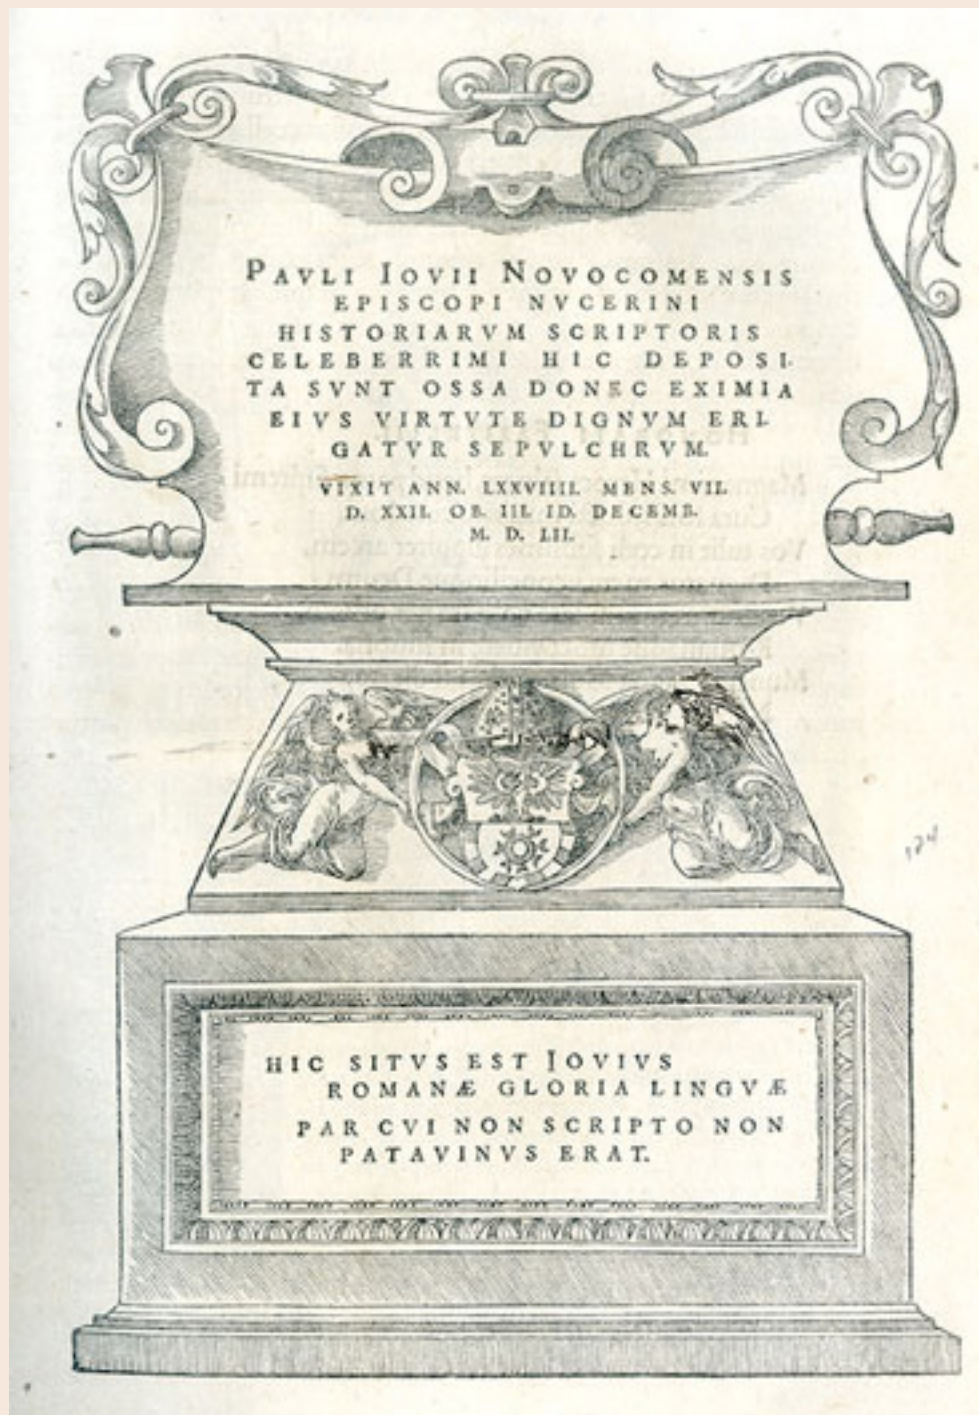 PAVLI IOVII NOVOCOMENSIS
EPISCOPI NVCERINI
HISTORIARVM SCRIPTORIS
CELEBERRIMI HIC DEPOSI-
TA SVNT OSSA DONEC EXIMIA
EIVS VIRTVTE DIGNVM ERI-
GATVR SEPVLCHRVM.
VIXIT ANN. LXXVIIII. MENS. VII.
D. XXII. OB. III. ID. DECEMB.
M. D. LII.
124
HIC SITVS EST IOVIVS
ROMANÆ GLORIA LINGVÆ
PAR CVI NON SCRIPTO NON
PATAVINVS ERAT.